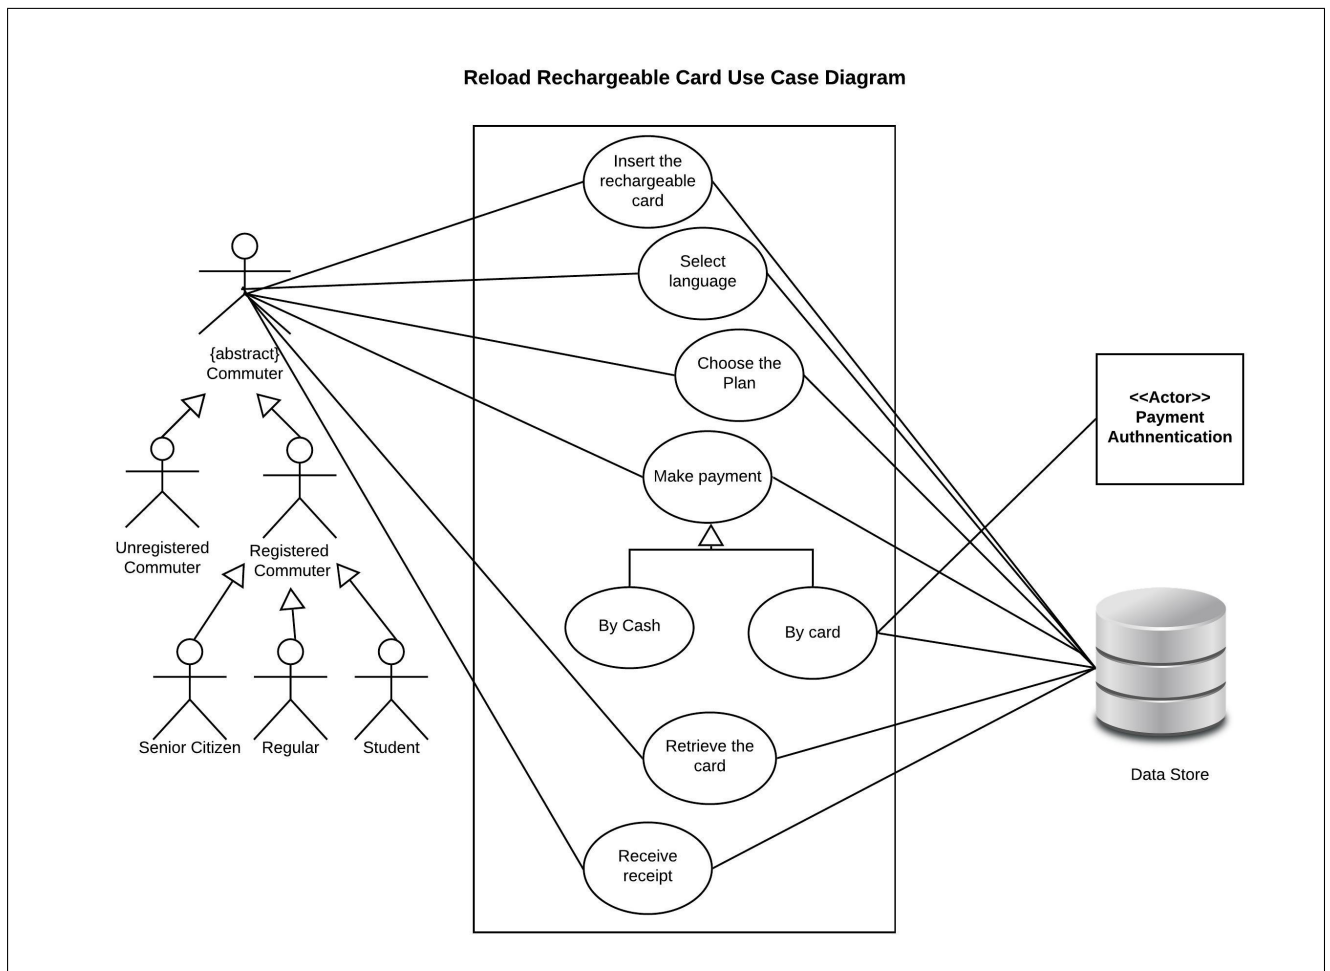 Reload Rechargeable Card Use Case Diagram
Insert the
rechargeable
card
Select
language
Choose the
Plan
Make payment
By Cash
By card
Retrieve the
card
Receive
receipt
{abstract}
Commuter
Unregistered
Commuter
Registered
Commuter
Senior Citizen
Regular
Student
<<Actor>>
Payment
Authnentication
Data Store